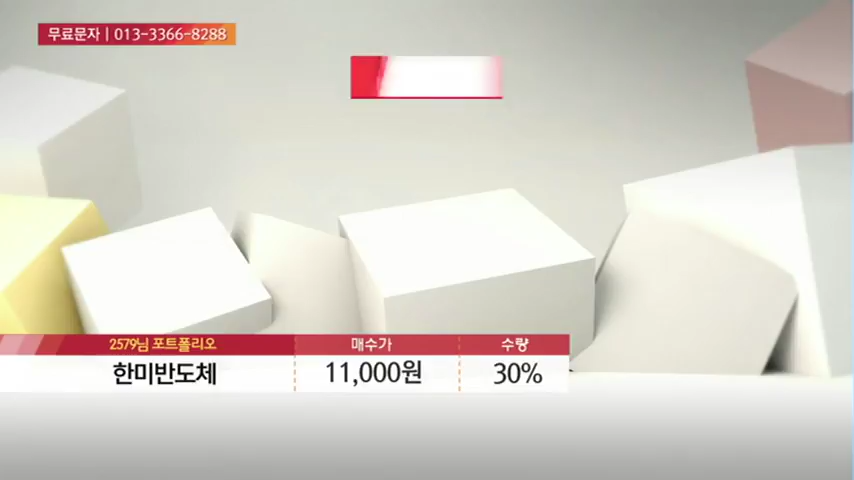 무료문자 | 013-3366-8288
2579님 포트폴리오 매수가 수량
한미반도체 11,000원 30%